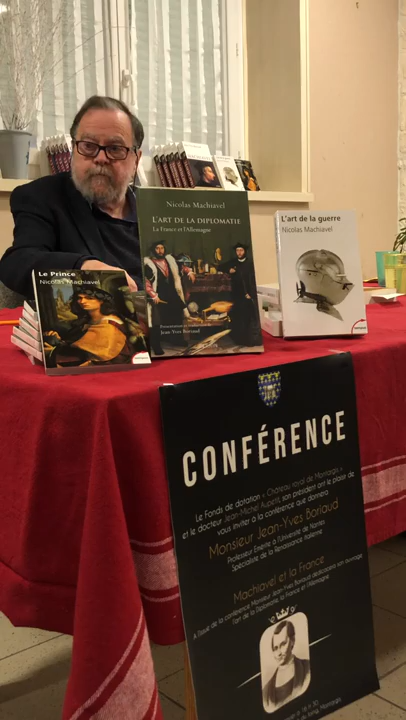 Le Prince
Nicolas Machiavel
Nicolas Machiavel
L'ART DE LA DIPLOMATIE
La France et l'Allemagne
Jean-Yves Boriaud
L'art de la guerre
Nicolas Machiavel
CONFÉRENCE
Le Fonds de dotation « Château royal de Montargis »
et le docteur Jean-Michel Aupetit, son président ont le plaisir de
vous inviter à la conférence que donnera
Monsieur Jean-Yves Boriaud
Professeur Emérite à l'Université de Nantes
Spécialiste de la Renaissance italienne
Machiavel et la France
A l'issue de la conférence Monsieur Jean-Yves Boriaud dédicacera son ouvrage
l'art de la Diplomatie, la France et l'Allemagne
Montargis